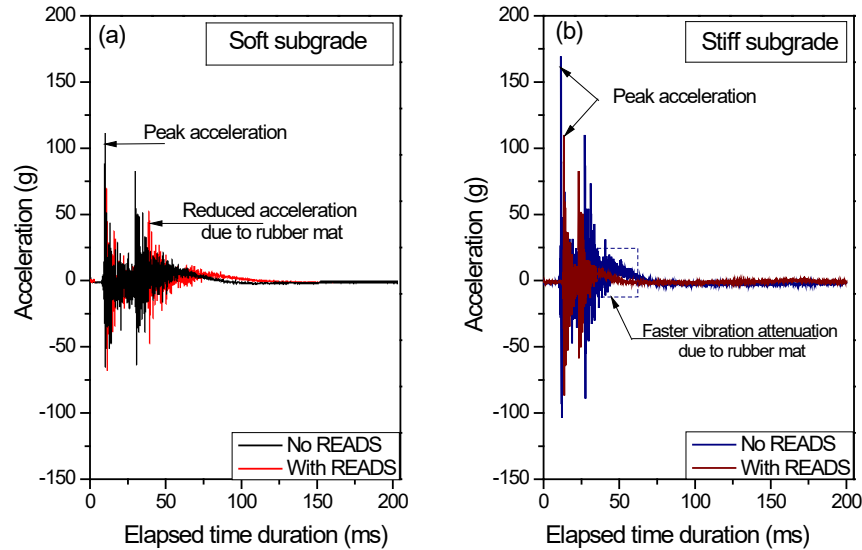 (a)
Soft subgrade
Peak acceleration
Reduced acceleration
due to rubber mat
No READS
With READS
200
150
100
50
0
-50
-100
-150
Acceleration (g)
0
50
100
150
200
Elapsed time duration (ms)
(b)
Stiff subgrade
Peak acceleration
Faster vibration attenuation
due to rubber mat
No READS
With READS
200
150
100
50
0
-50
-100
-150
Acceleration (g)
0
50
100
150
200
Elapsed time duration (ms)